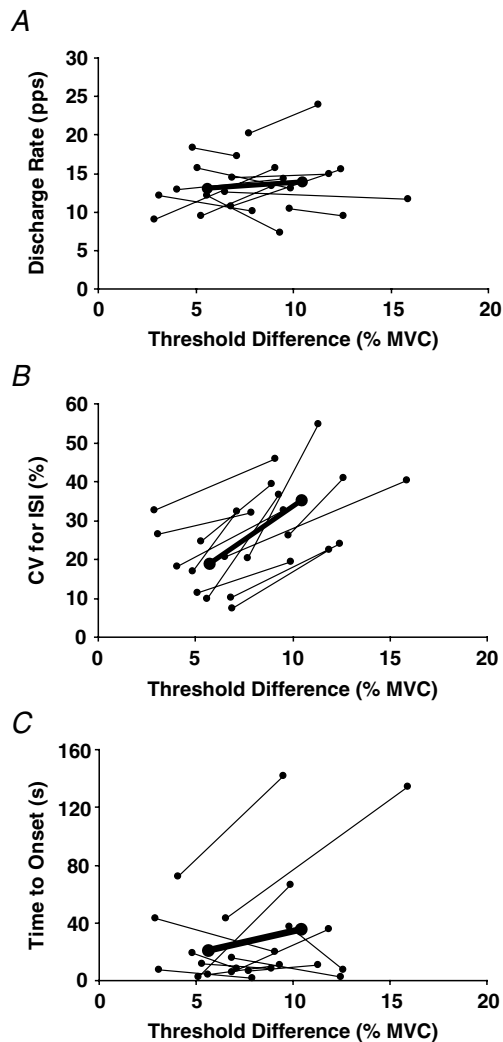 A
Discharge Rate (pps)
30
25
20
15
10
5
0
0 5 10 15 20
Threshold Difference (% MVC)
B
CV for ISI (%)
60
50
40
30
20
10
0
0 5 10 15 20
Threshold Difference (% MVC)
C
Time to Onset (s)
160
120
80
40
0
0 5 10 15 20
Threshold Difference (% MVC)